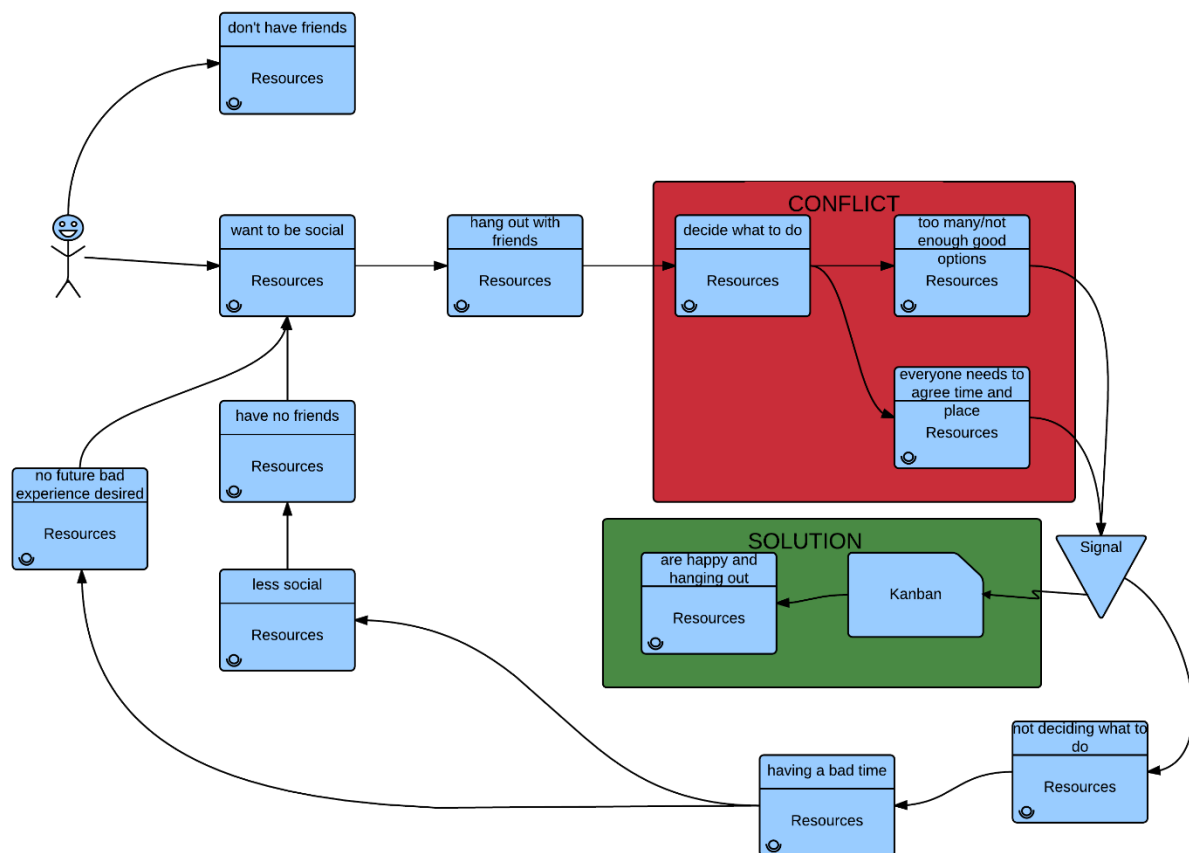 don't have friends
Resources
want to be social
Resources
hang out with
friends
Resources
CONFLICT
decide what to do
Resources
too many/not
enough good
options
Resources
everyone needs to
agree time and
place
Resources
have no friends
Resources
no future bad
experience desired
Resources
less social
Resources
SOLUTION
are happy and
hanging out
Resources
Kanban
Signal
not deciding what to
do
Resources
having a bad time
Resources